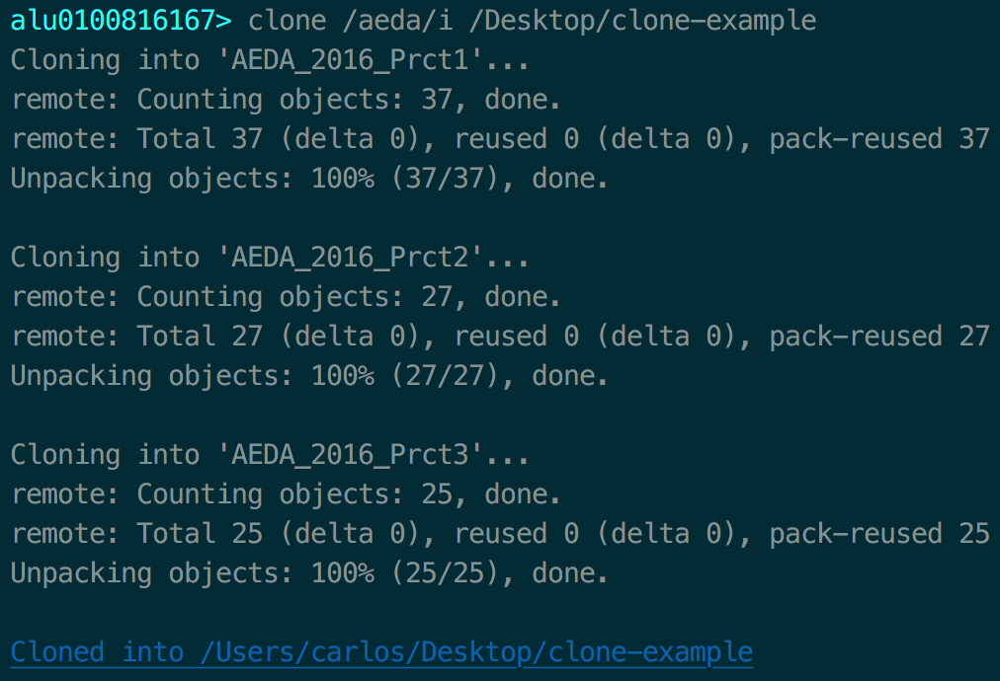 alu0100816167> clone /aeda/i /Desktop/clone-example
Cloning into 'AEDA_2016_Prct1'...
remote: Counting objects: 37, done.
remote: Total 37 (delta 0), reused 0 (delta 0), pack-reused 37
Unpacking objects: 100% (37/37), done.
Cloning into 'AEDA_2016_Prct2'...
remote: Counting objects: 27, done.
remote: Total 27 (delta 0), reused 0 (delta 0), pack-reused 27
Unpacking objects: 100% (27/27), done.
Cloning into 'AEDA_2016_Prct3'...
remote: Counting objects: 25, done.
remote: Total 25 (delta 0), reused 0 (delta 0), pack-reused 25
Unpacking objects: 100% (25/25), done.
Cloned into /Users/carlos/Desktop/clone-example